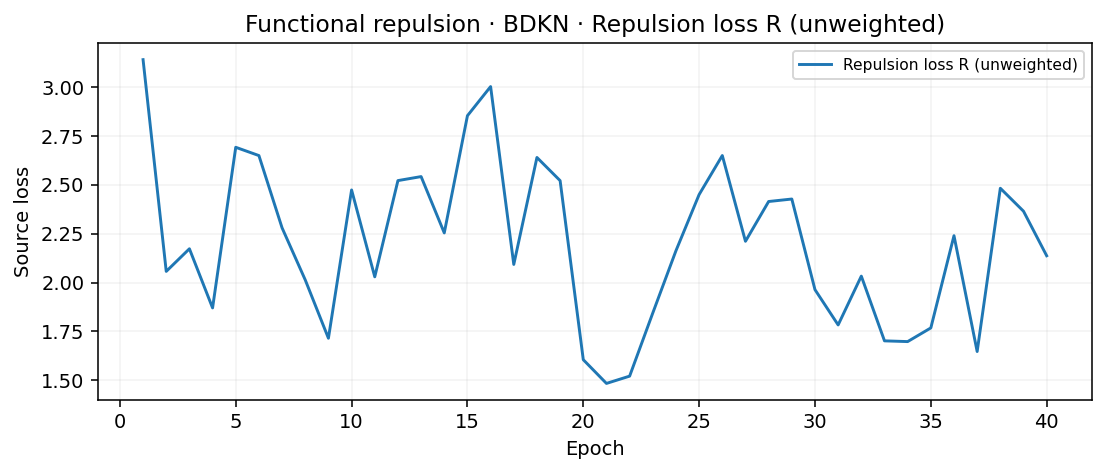 Functional repulsion · BDKN · Repulsion loss R (unweighted)
Repulsion loss R (unweighted)
Source loss
3.00
2.75
2.50
2.25
2.00
1.75
1.50
0 5 10 15 20 25 30 35 40
Epoch